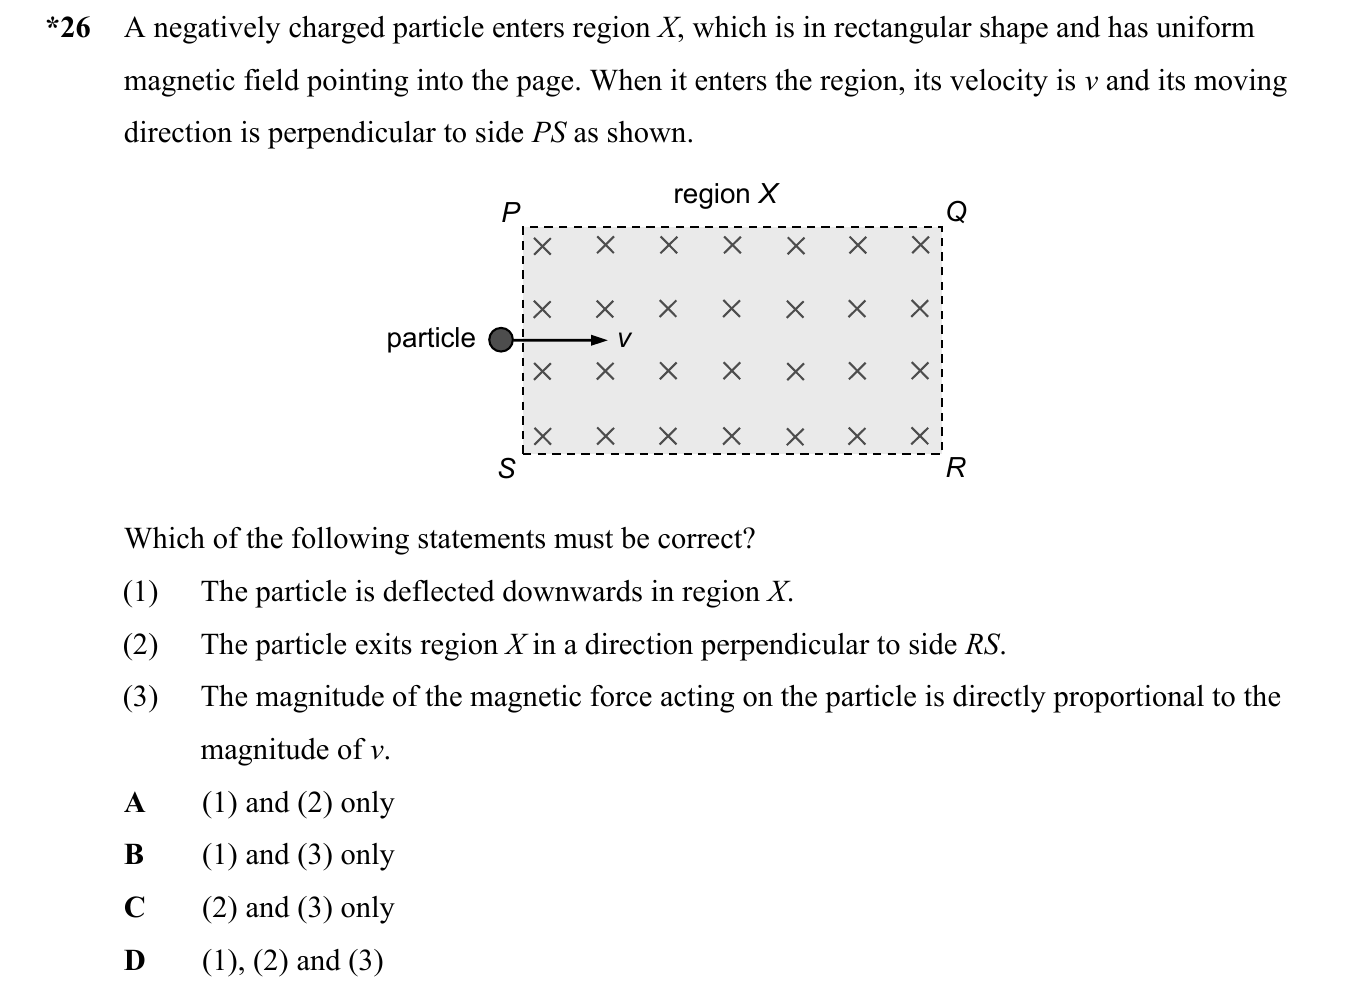 *26 A negatively charged particle enters region X, which is in rectangular shape and has uniform
magnetic field pointing into the page. When it enters the region, its velocity is v and its moving
direction is perpendicular to side PS as shown.
region X
P
Q
particle
v
S
R
Which of the following statements must be correct?
(1) The particle is deflected downwards in region X.
(2) The particle exits region X in a direction perpendicular to side RS.
(3) The magnitude of the magnetic force acting on the particle is directly proportional to the
magnitude of v.
A (1) and (2) only
B (1) and (3) only
C (2) and (3) only
D (1), (2) and (3)